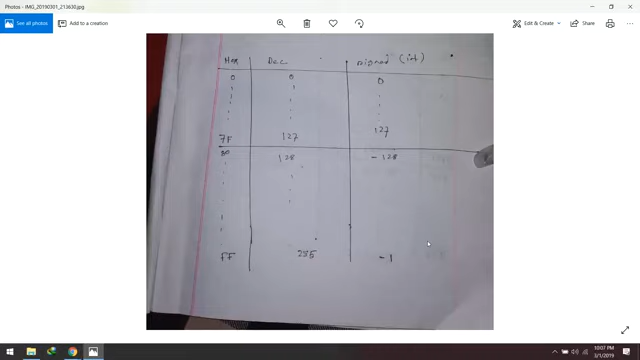 Photos - IMG_20190301_213630.jpg
See all photos
Add to a creation
Edit & Create
Share
Print
Hex Dec signed (int)
0 0 0
7F 127 127
80 128 -128
FF 255 -1
10:07 PM
3/1/2019